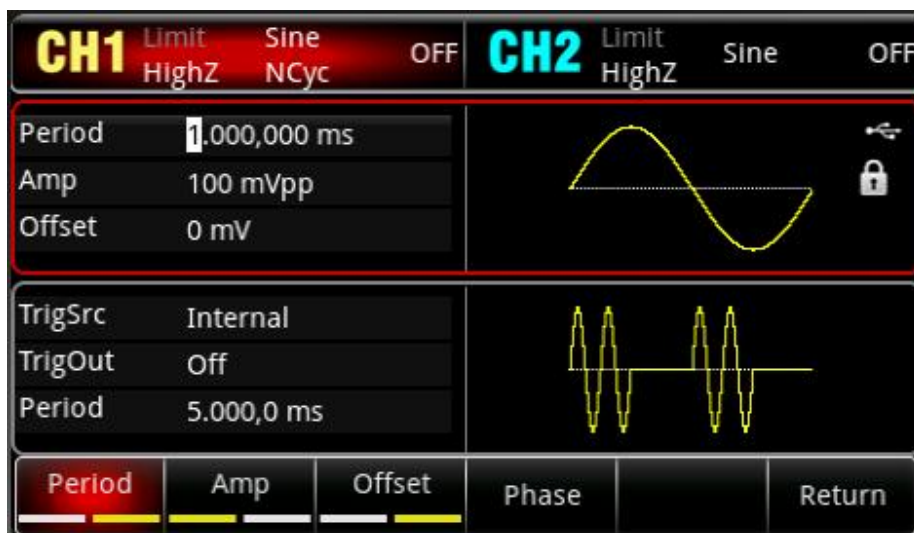 CH1 Limit Sine OFF
HighZ NCyc
CH2 Limit Sine OFF
HighZ
Period 1.000,000 ms
Amp 100 mVpp
Offset 0 mV
TrigSrc Internal
TrigOut Off
Period 5.000,0 ms
Period Amp Offset Phase Return